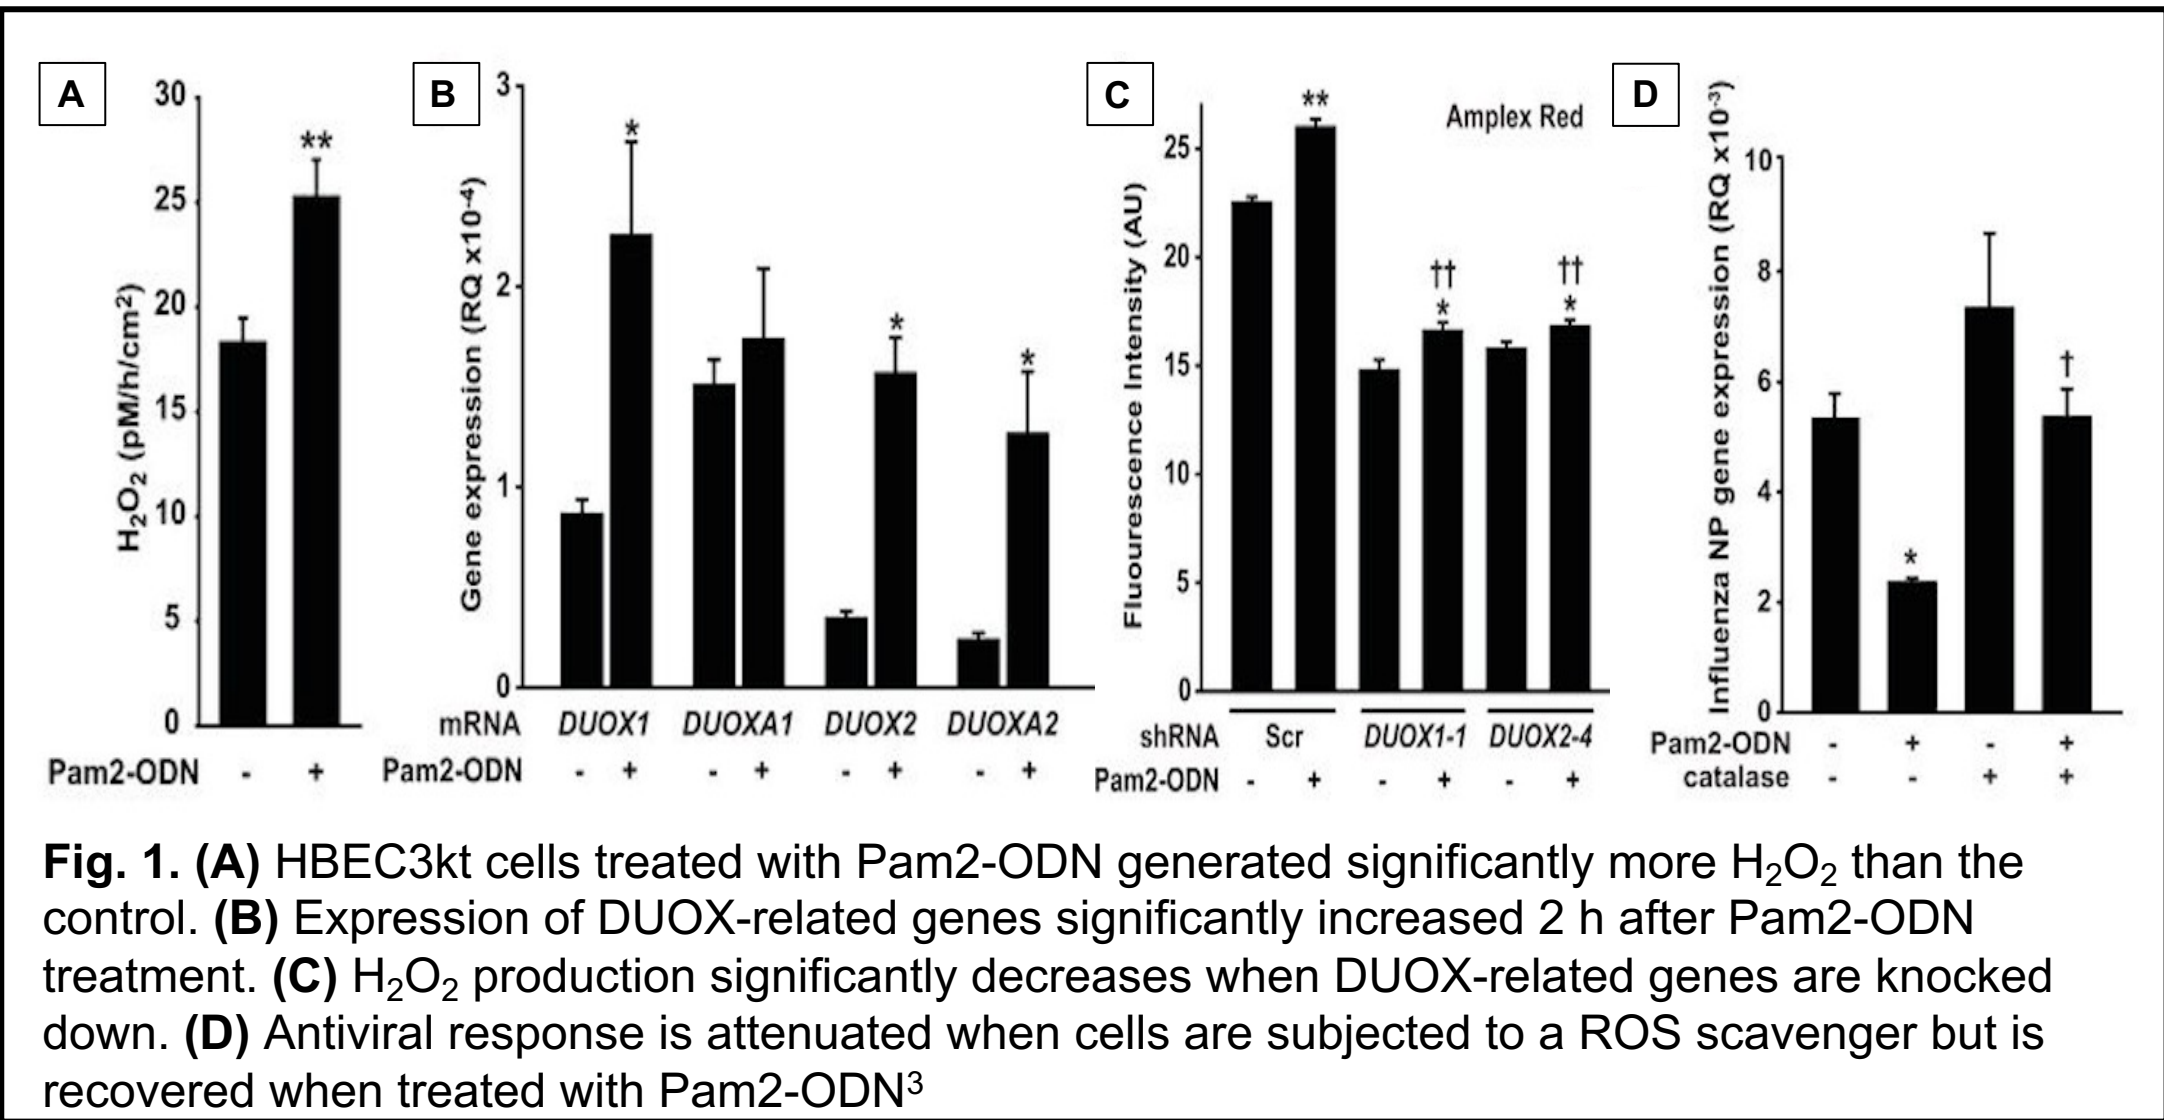 A
H₂O₂ (pM/h/cm²)
30
25
20
15
10
5
0
**
Pam2-ODN - +
B
Gene expression (RQ x10⁻⁴)
3
2
1
0
* * *
mRNA DUOX1 DUOXA1 DUOX2 DUOXA2
Pam2-ODN - + - + - + - +
C
Amplex Red
Fluourescence Intensity (AU)
25
20
15
10
5
0
**
†† ††
* *
shRNA Scr DUOX1-1 DUOX2-4
Pam2-ODN - + - + - +
D
Influenza NP gene expression (RQ x10⁻³)
10
8
6
4
2
0
* †
Pam2-ODN - + - +
catalase - - + +
Fig. 1. (A) HBEC3kt cells treated with Pam2-ODN generated significantly more H₂O₂ than the
control. (B) Expression of DUOX-related genes significantly increased 2 h after Pam2-ODN
treatment. (C) H₂O₂ production significantly decreases when DUOX-related genes are knocked
down. (D) Antiviral response is attenuated when cells are subjected to a ROS scavenger but is
recovered when treated with Pam2-ODN³